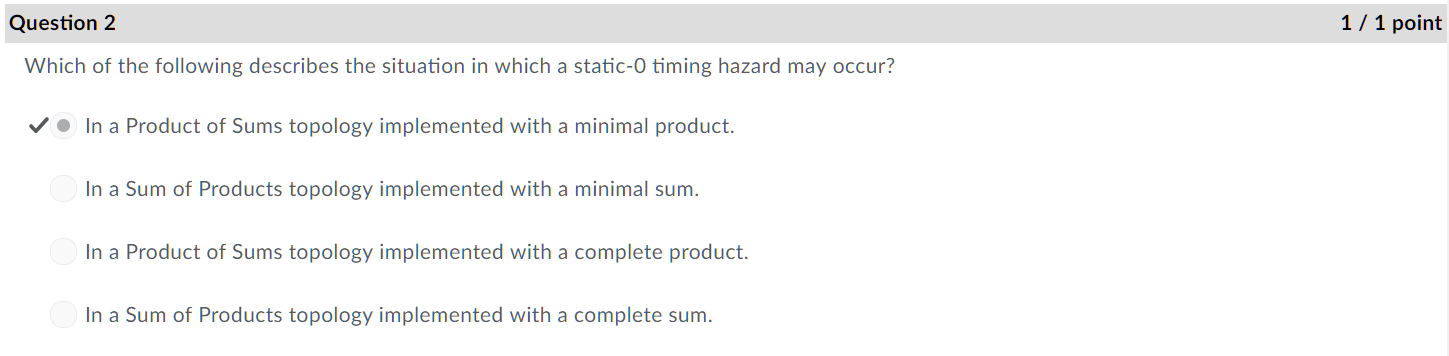 Question 2
1 / 1 point
Which of the following describes the situation in which a static-0 timing hazard may occur?
In a Product of Sums topology implemented with a minimal product.
In a Sum of Products topology implemented with a minimal sum.
In a Product of Sums topology implemented with a complete product.
In a Sum of Products topology implemented with a complete sum.